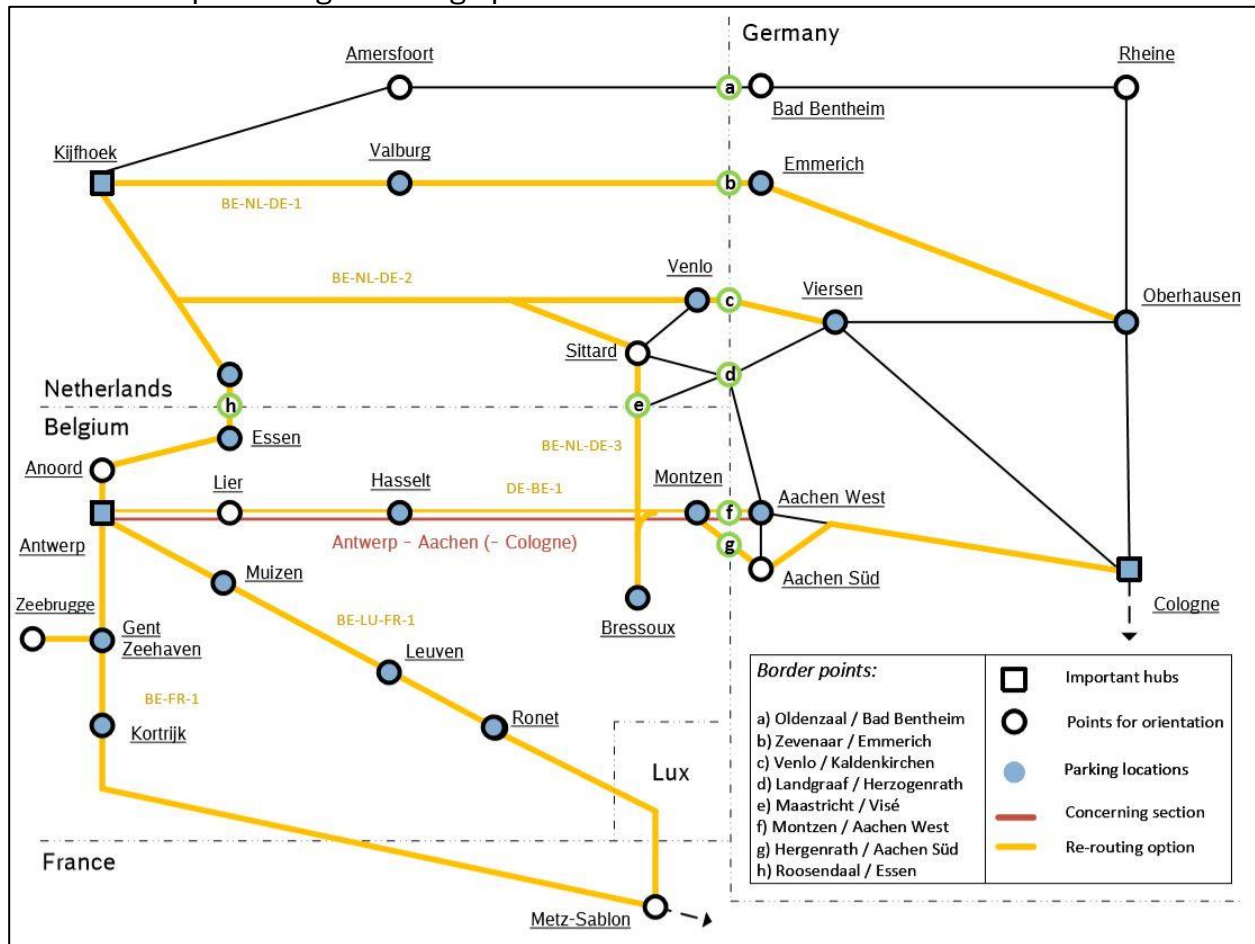 Germany
Amersfoort
Rheine
a
Bad Bentheim
Kijfhoek
Valburg
Emmerich
b
BE-NL-DE-1
BE-NL-DE-2
Venlo
Viersen
Oberhausen
c
Sittard
d
Netherlands
h
e
Belgium
Essen
BE-NL-DE-3
Anoord
Lier
Hasselt
DE-BE-1
Montzen
Aachen West
f
Antwerp
Antwerp – Aachen (– Cologne)
g
Aachen Süd
Muizen
Cologne
Zeebrugge
Bressoux
BE-LU-FR-1
Gent
Zeehaven
Leuven
BE-FR-1
Kortrijk
Ronet
Lux
France
Metz-Sablon
Border points:
a) Oldenzaal / Bad Bentheim
b) Zevenaar / Emmerich
c) Venlo / Kaldenkirchen
d) Landgraaf / Herzogenrath
e) Maastricht / Visé
f) Montzen / Aachen West
g) Hergenrath / Aachen Süd
h) Roosendaal / Essen
Important hubs
Points for orientation
Parking locations
Concerning section
Re-routing option